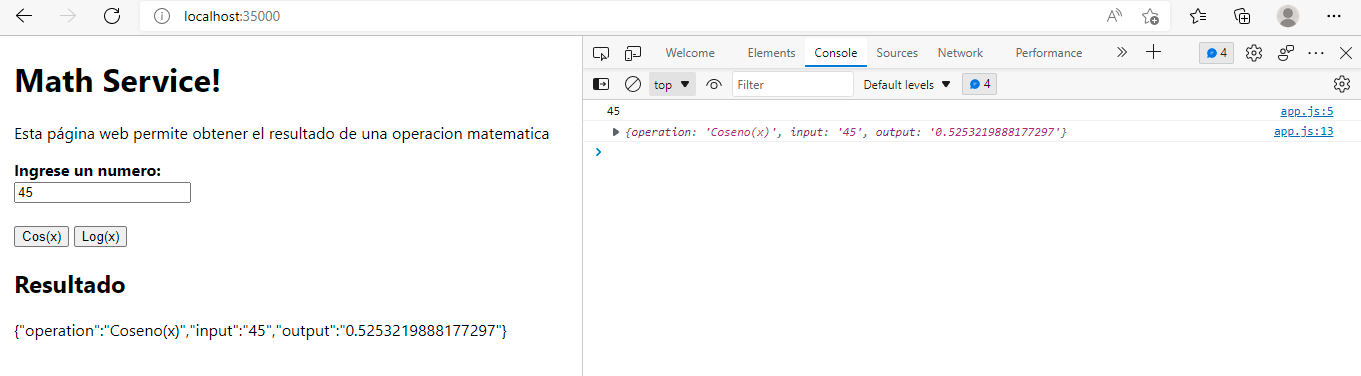 localhost:35000
Math Service!
Esta página web permite obtener el resultado de una operacion matematica
Ingrese un numero:
45
Cos(x) Log(x)
Resultado
{"operation":"Coseno(x)","input":"45","output":"0.5253219888177297"}
Welcome Elements Console Sources Network Performance 4
top Filter Default levels 4
45 app.js:5
{operation: 'Coseno(x)', input: '45', output: '0.5253219888177297'} app.js:13